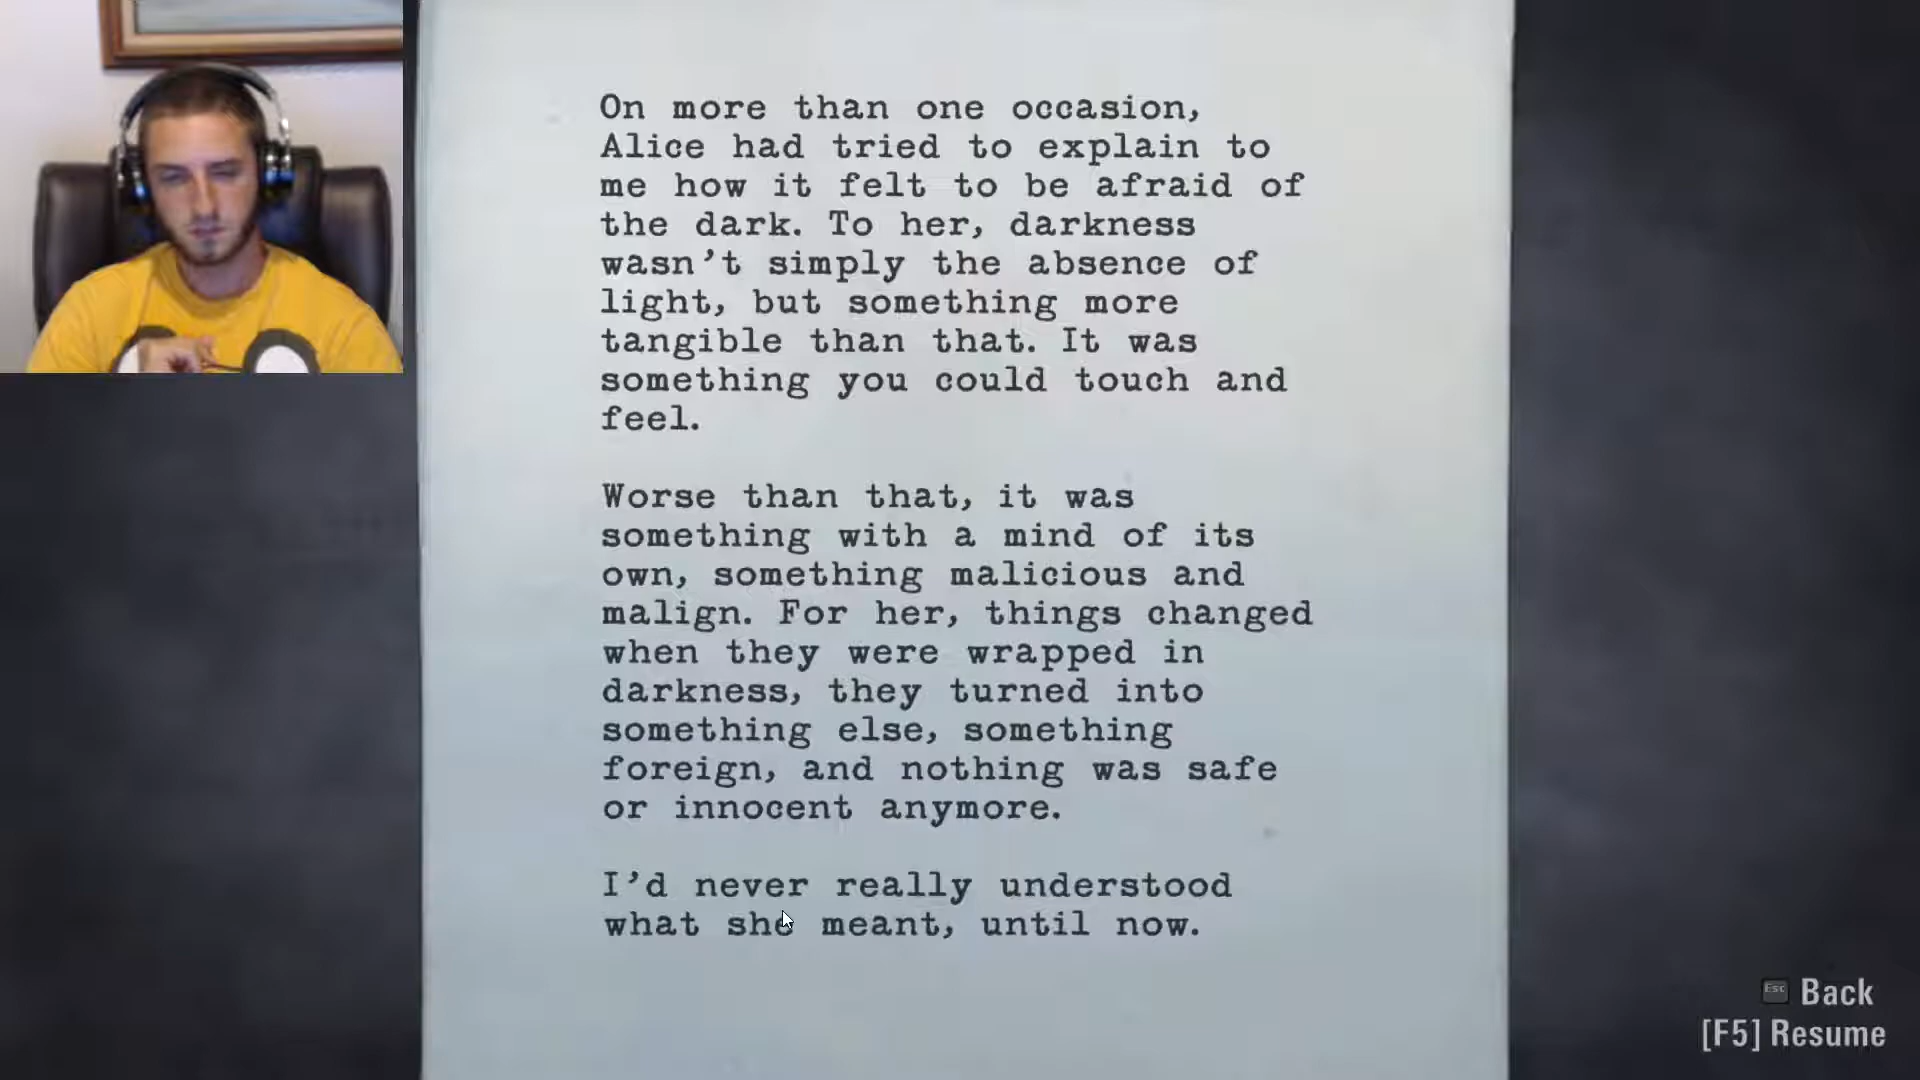 On more than one occasion,
Alice had tried to explain to
me how it felt to be afraid of
the dark. To her, darkness
wasn't simply the absence of
light, but something more
tangible than that. It was
something you could touch and
feel.
Worse than that, it was
something with a mind of its
own, something malicious and
malign. For her, things changed
when they were wrapped in
darkness, they turned into
something else, something
foreign, and nothing was safe
or innocent anymore.
I'd never really understood
what she meant, until now.
Esc Back
[F5] Resume